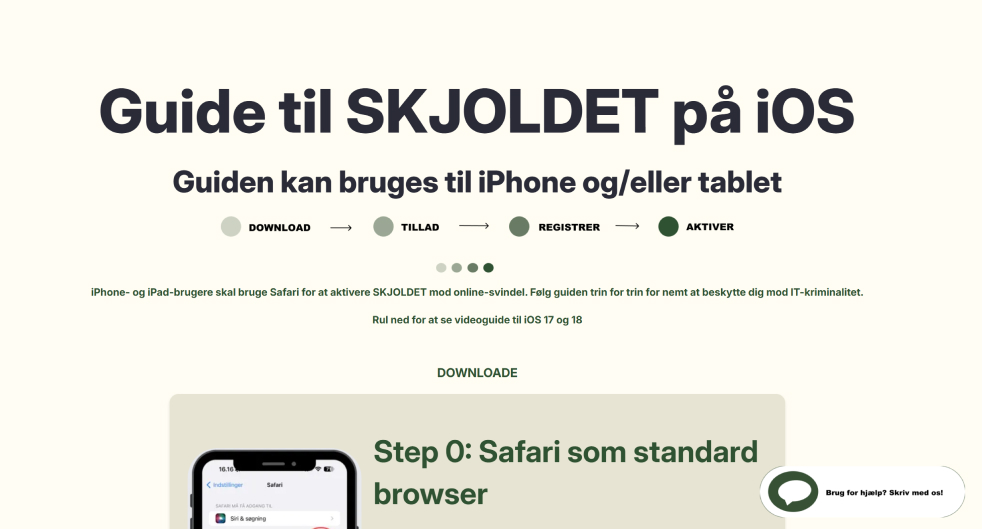 Guide til SKJOLDET på iOS
Guiden kan bruges til iPhone og/eller tablet
DOWNLOAD → TILLAD → REGISTRER → AKTIVER
iPhone- og iPad-brugere skal bruge Safari for at aktivere SKJOLDET mod online-svindel. Følg guiden trin for trin for nemt at beskytte dig mod IT-kriminalitet.
Rul ned for at se videoguide til iOS 17 og 18
DOWNLOADE
Step 0: Safari som standard
browser
16.16
Indstillinger Safari
SAFARI MÅ FÅ ADGANG TIL
Siri & søgning
Brug for hjælp? Skriv med os!